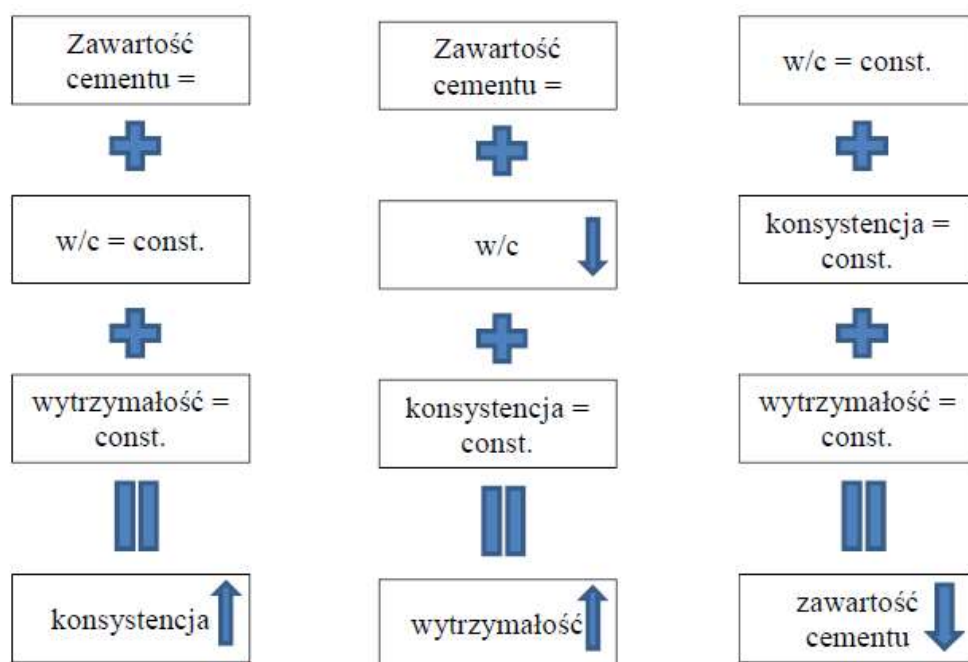 Zawartość
cementu =
w/c = const.
wytrzymałość =
const.
konsystencja
Zawartość
cementu =
w/c
konsystencja =
const.
wytrzymałość
w/c = const.
konsystencja =
const.
wytrzymałość =
const.
zawartość
cementu